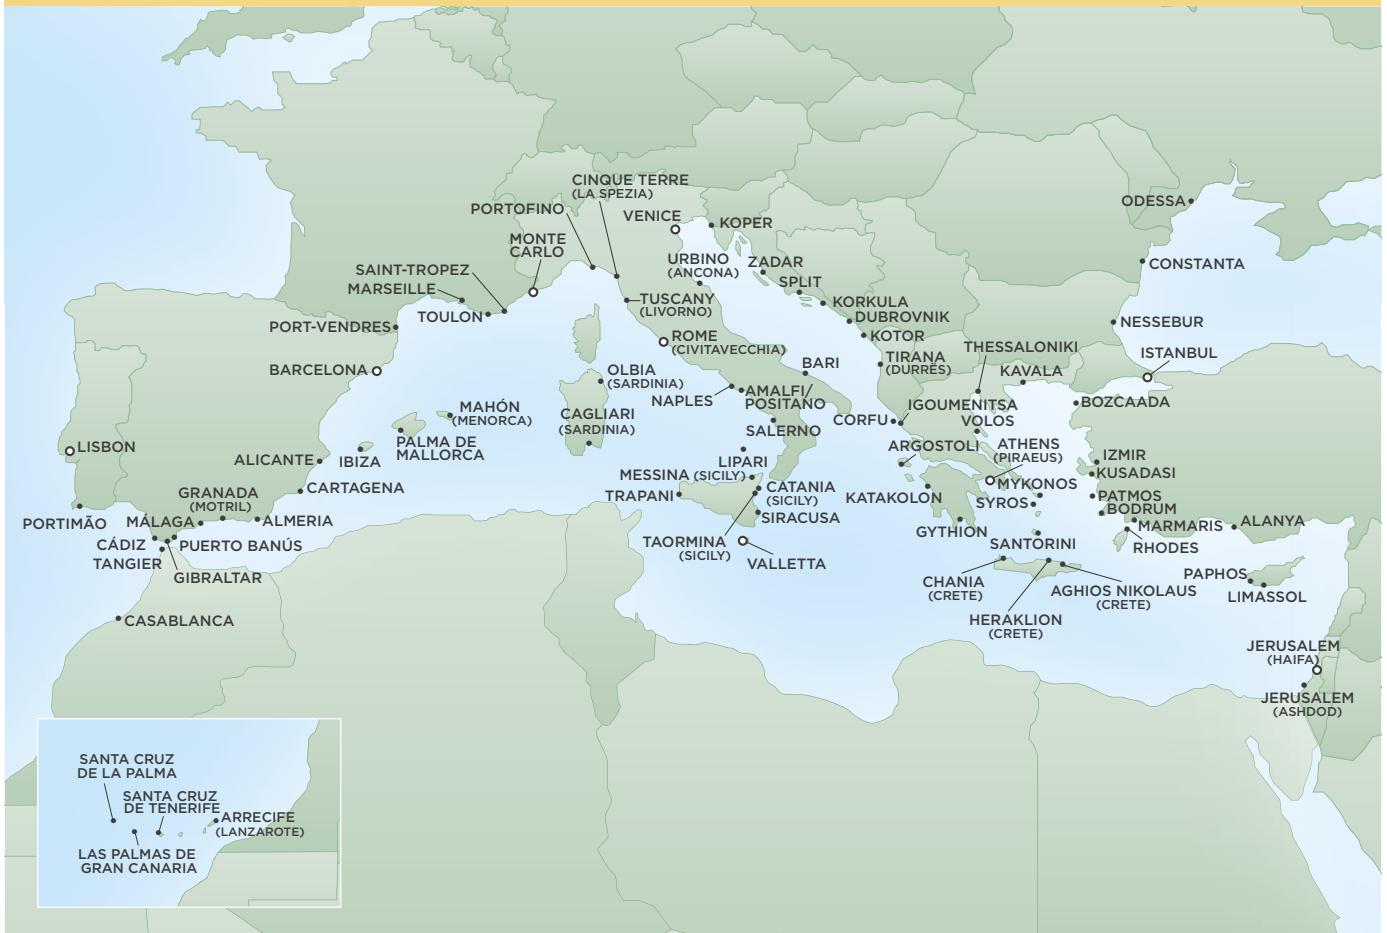 CINQUE TERRE
(LA SPEZIA)
PORTOFINO
VENICE
KOPER
ODESSA
MONTE
CARLO
URBINO
(ANCONA)
ZADAR
CONSTANTA
SAINT-TROPEZ
MARSEILLE
SPLIT
TUSCANY
(LIVORNO)
KORKULA
TOULON
DUBROVNIK
NESSEBUR
PORT-VENDRES
KOTOR
ROME
(CIVITAVECCHIA)
THESSALONIKI
ISTANBUL
BARI
TIRANA
(DURRËS)
KAVALA
BARCELONA
OLBIA
(SARDINIA)
NAPLES
AMALFI/
POSITANO
BOZCAADA
MAHÓN
(MENORCA)
CAGLIARI
(SARDINIA)
IGOUMENITSA
CORFU
VOLOS
SALERNO
LISBON
PALMA DE
MALLORCA
ARGOSTOLI
ATHENS
(PIRAEUS)
ALICANTE
IBIZA
LIPARI
IZMIR
MESSINA (SICILY)
KUSADASI
CARTAGENA
CATANIA
(SICILY)
MYKONOS
GRANADA
(MOTRIL)
TRAPANI
KATAKOLON
SYROS
PATMOS
BODRUM
PORTIMÃO
MÁLAGA
ALMERIA
SIRACUSA
MARMARIS
ALANYA
GYTHION
CÁDIZ
PUERTO BANÚS
TAORMINA
(SICILY)
SANTORINI
RHODES
TANGIER
GIBRALTAR
VALLETTA
PAPHOS
CHANIA
(CRETE)
AGHIOS NIKOLAUS
(CRETE)
LIMASSOL
CASABLANCA
HERAKLION
(CRETE)
JERUSALEM
(HAIFA)
JERUSALEM
(ASHDOD)
SANTA CRUZ
DE LA PALMA
SANTA CRUZ
DE TENERIFE
ARRECIFE
(LANZAROTE)
LAS PALMAS DE
GRAN CANARIA